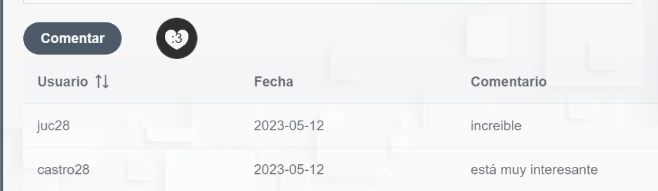 Comentar :3
Usuario Fecha Comentario
juc28 2023-05-12 increible
castro28 2023-05-12 está muy interesante